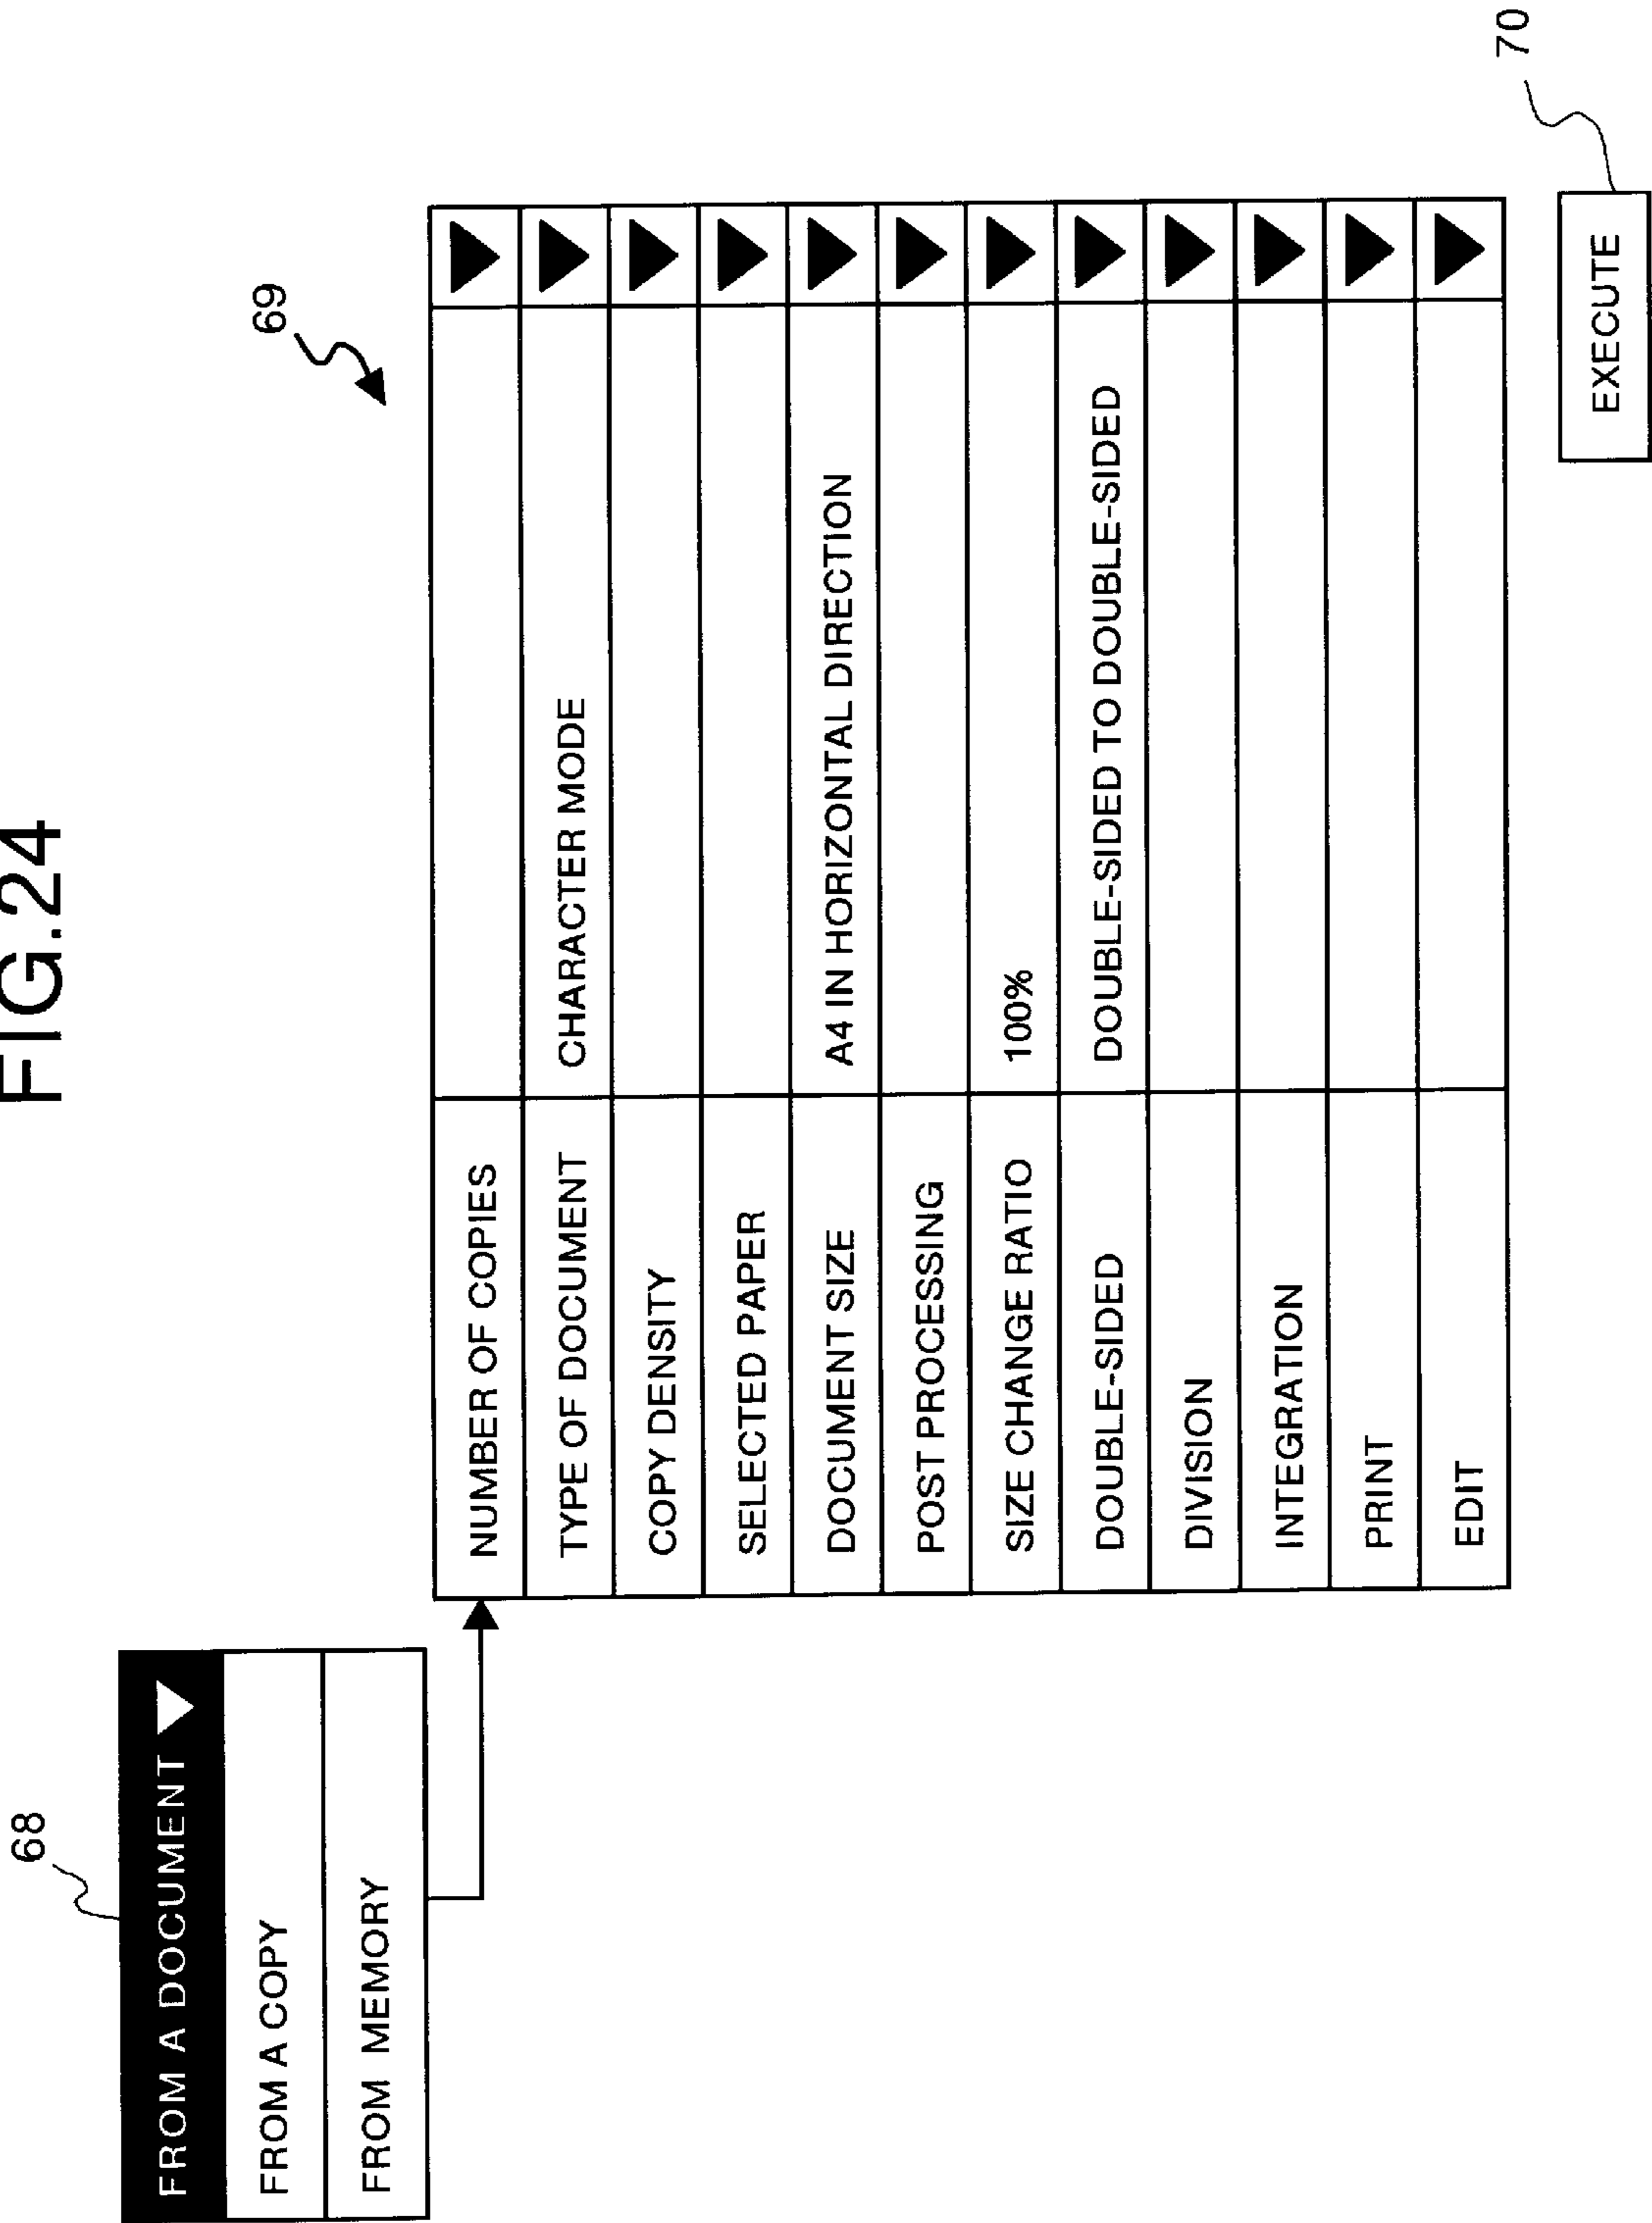 FIG.24
68
FROM A DOCUMENT
FROM A COPY
FROM MEMORY
69
NUMBER OF COPIES
TYPE OF DOCUMENT CHARACTER MODE
COPY DENSITY
SELECTED PAPER
DOCUMENT SIZE A4 IN HORIZONTAL DIRECTION
POST PROCESSING
SIZE CHANGE RATIO 100%
DOUBLE-SIDED DOUBLE-SIDED TO DOUBLE-SIDED
DIVISION
INTEGRATION
PRINT
EDIT
EXECUTE
70